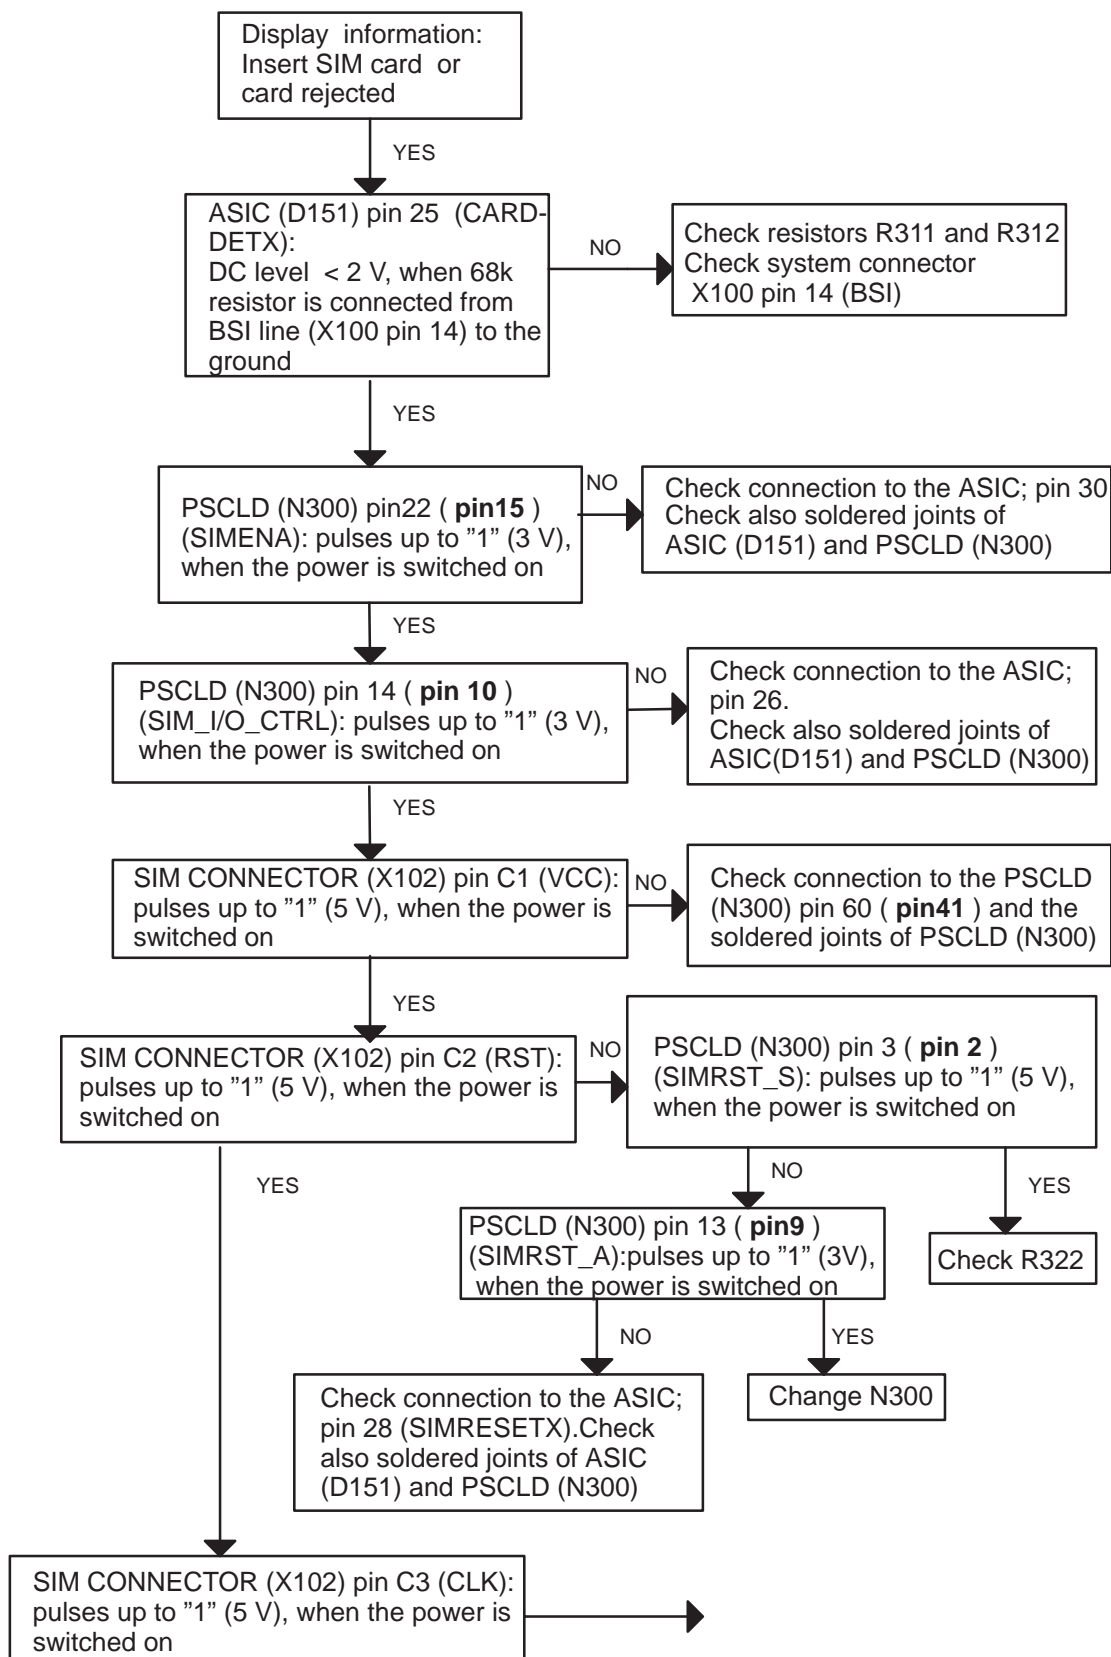 Display information:
Insert SIM card or
card rejected
YES
ASIC (D151) pin 25 (CARD-
DETX):
DC level < 2 V, when 68k
resistor is connected from
BSI line (X100 pin 14) to the
ground
NO
Check resistors R311 and R312
Check system connector
X100 pin 14 (BSI)
YES
PSCLD (N300) pin22 ( pin15 )
(SIMENA): pulses up to ”1” (3 V),
when the power is switched on
NO
Check connection to the ASIC; pin 30
Check also soldered joints of
ASIC (D151) and PSCLD (N300)
YES
PSCLD (N300) pin 14 ( pin 10 )
(SIM_I/O_CTRL): pulses up to ”1” (3 V),
when the power is switched on
NO
Check connection to the ASIC;
pin 26.
Check also soldered joints of
ASIC(D151) and PSCLD (N300)
YES
SIM CONNECTOR (X102) pin C1 (VCC):
pulses up to ”1” (5 V), when the power is
switched on
NO
Check connection to the PSCLD
(N300) pin 60 ( pin41 ) and the
soldered joints of PSCLD (N300)
YES
SIM CONNECTOR (X102) pin C2 (RST):
pulses up to ”1” (5 V), when the power is
switched on
NO
PSCLD (N300) pin 3 ( pin 2 )
(SIMRST_S): pulses up to ”1” (5 V),
when the power is switched on
YES
NO
YES
PSCLD (N300) pin 13 ( pin9 )
(SIMRST_A):pulses up to ”1” (3V),
when the power is switched on
Check R322
NO
YES
Check connection to the ASIC;
pin 28 (SIMRESETX).Check
also soldered joints of ASIC
(D151) and PSCLD (N300)
Change N300
SIM CONNECTOR (X102) pin C3 (CLK):
pulses up to ”1” (5 V), when the power is
switched on